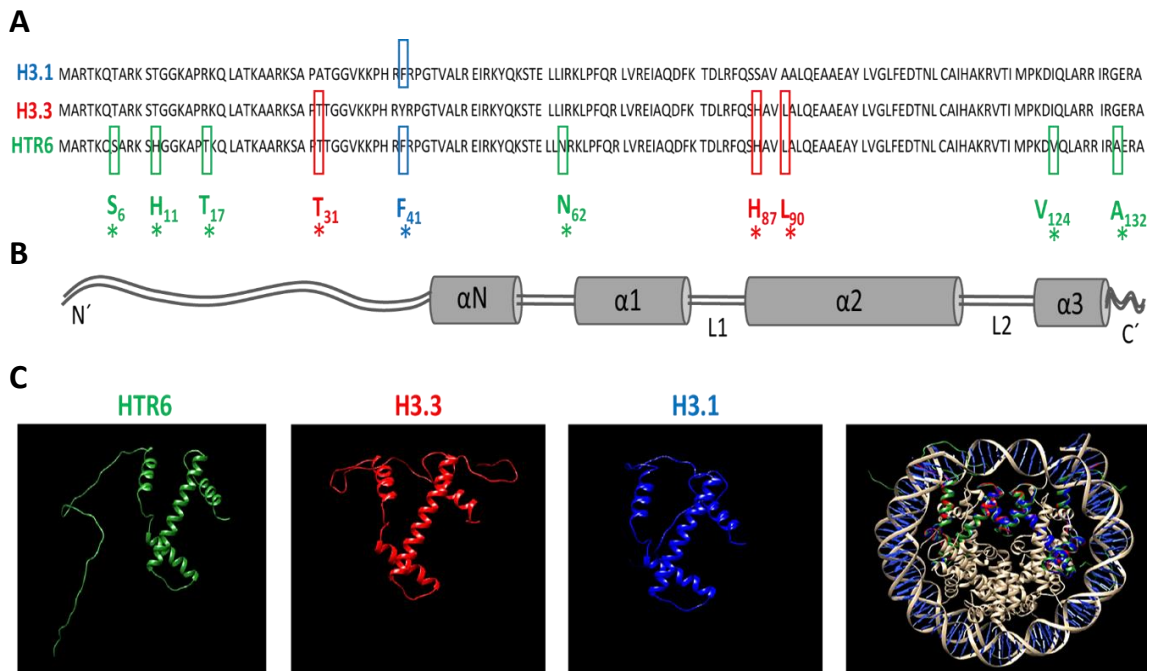 A
H3.1 MARTKQTARK STGGKAPRKQ LATKAARKSA PATGGVKKPH RFRPGTVALR EIRKYQKSTE LLIRKLPFQR LVREIAQDFK TDLRFQSSAV AALQEAAEAY LVGLFEDTNL CAIHAKRVTI MPKDIQLARR IRGERA
H3.3 MARTKQTARK STGGKAPRKQ LATKAARKSA PTTGGVKKPH RYRPGTVALR EIRKYQKSTE LLIRKLPFQR LVREIAQDFK TDLRFQSHAV LALQEAAEAY LVGLFEDTNL CAIHAKRVTI MPKDIQLARR IRGERA
HTR6 MARTKQSARK SHGGKAPTKQ LATKAARKSA PTTGGVKKPH RFRPGTVALR EIRKYQKSTE LLNRKLPFQR LVREIAQDFK TDLRFQSHAV LALQEAAEAY LVGLFEDTNL CAIHAKRVTI MPKDVQLARR IRAERA
S6 H11 T17 T31 F41 N62 H87 L90 V124 A132
* * * * * * * * * *
B
αN α1 α2 α3
N´ L1 L2 C´
C
HTR6 H3.3 H3.1